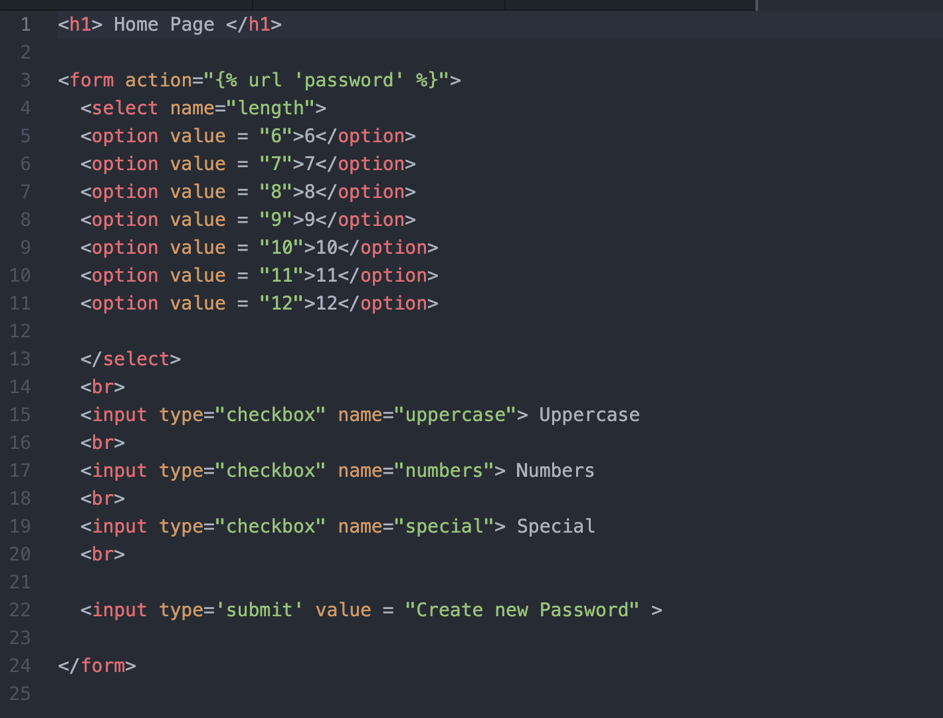 1 <h1> Home Page </h1>
2
3 <form action="{% url 'password' %}">
4 <select name="length">
5 <option value = "6">6</option>
6 <option value = "7">7</option>
7 <option value = "8">8</option>
8 <option value = "9">9</option>
9 <option value = "10">10</option>
10 <option value = "11">11</option>
11 <option value = "12">12</option>
12
13 </select>
14 <br>
15 <input type="checkbox" name="uppercase"> Uppercase
16 <br>
17 <input type="checkbox" name="numbers"> Numbers
18 <br>
19 <input type="checkbox" name="special"> Special
20 <br>
21
22 <input type='submit' value = "Create new Password" >
23
24 </form>
25